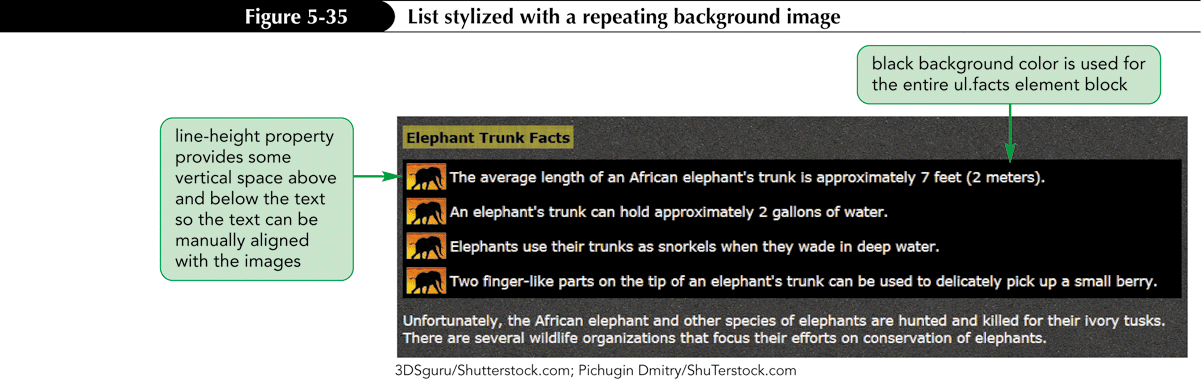 Figure 5-35 List stylized with a repeating background image
black background color is used for
the entire ul.facts element block
line-height property
provides some
vertical space above
and below the text
so the text can be
manually aligned
with the images
Elephant Trunk Facts
The average length of an African elephant's trunk is approximately 7 feet (2 meters).
An elephant's trunk can hold approximately 2 gallons of water.
Elephants use their trunks as snorkels when they wade in deep water.
Two finger-like parts on the tip of an elephant's trunk can be used to delicately pick up a small berry.
Unfortunately, the African elephant and other species of elephants are hunted and killed for their ivory tusks.
There are several wildlife organizations that focus their efforts on conservation of elephants.
3DSguru/Shutterstock.com; Pichugin Dmitry/ShuTerstock.com